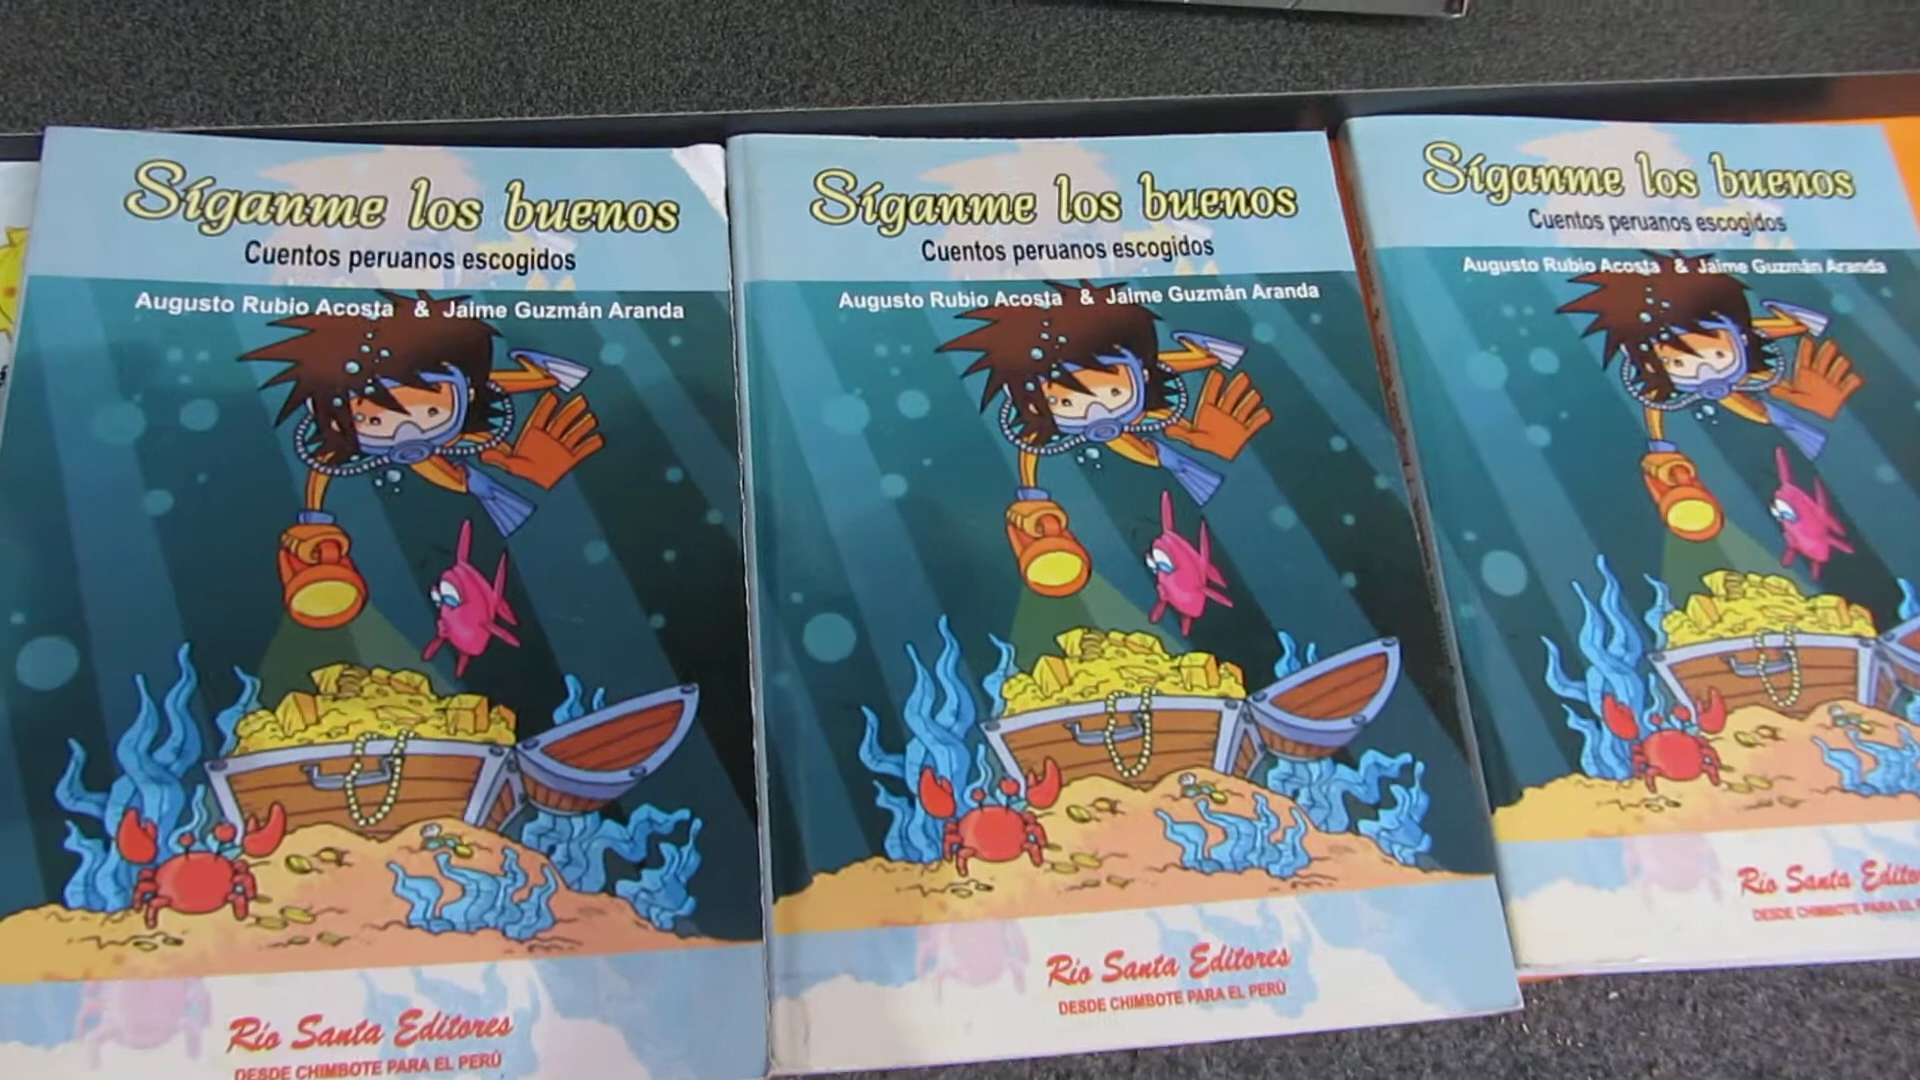 Síganme los buenos
Cuentos peruanos escogidos
Augusto Rubio Acosta & Jaime Guzmán Aranda
Río Santa Editores
DESDE CHIMBOTE PARA EL PERÚ
Síganme los buenos
Cuentos peruanos escogidos
Augusto Rubio Acosta & Jaime Guzmán Aranda
Río Santa Editores
DESDE CHIMBOTE PARA EL PERÚ
Síganme los buenos
Cuentos peruanos escogidos
Augusto Rubio Acosta & Jaime Guzmán Aranda
Río Santa Edito
DESDE CHIMBOTE PARA EL